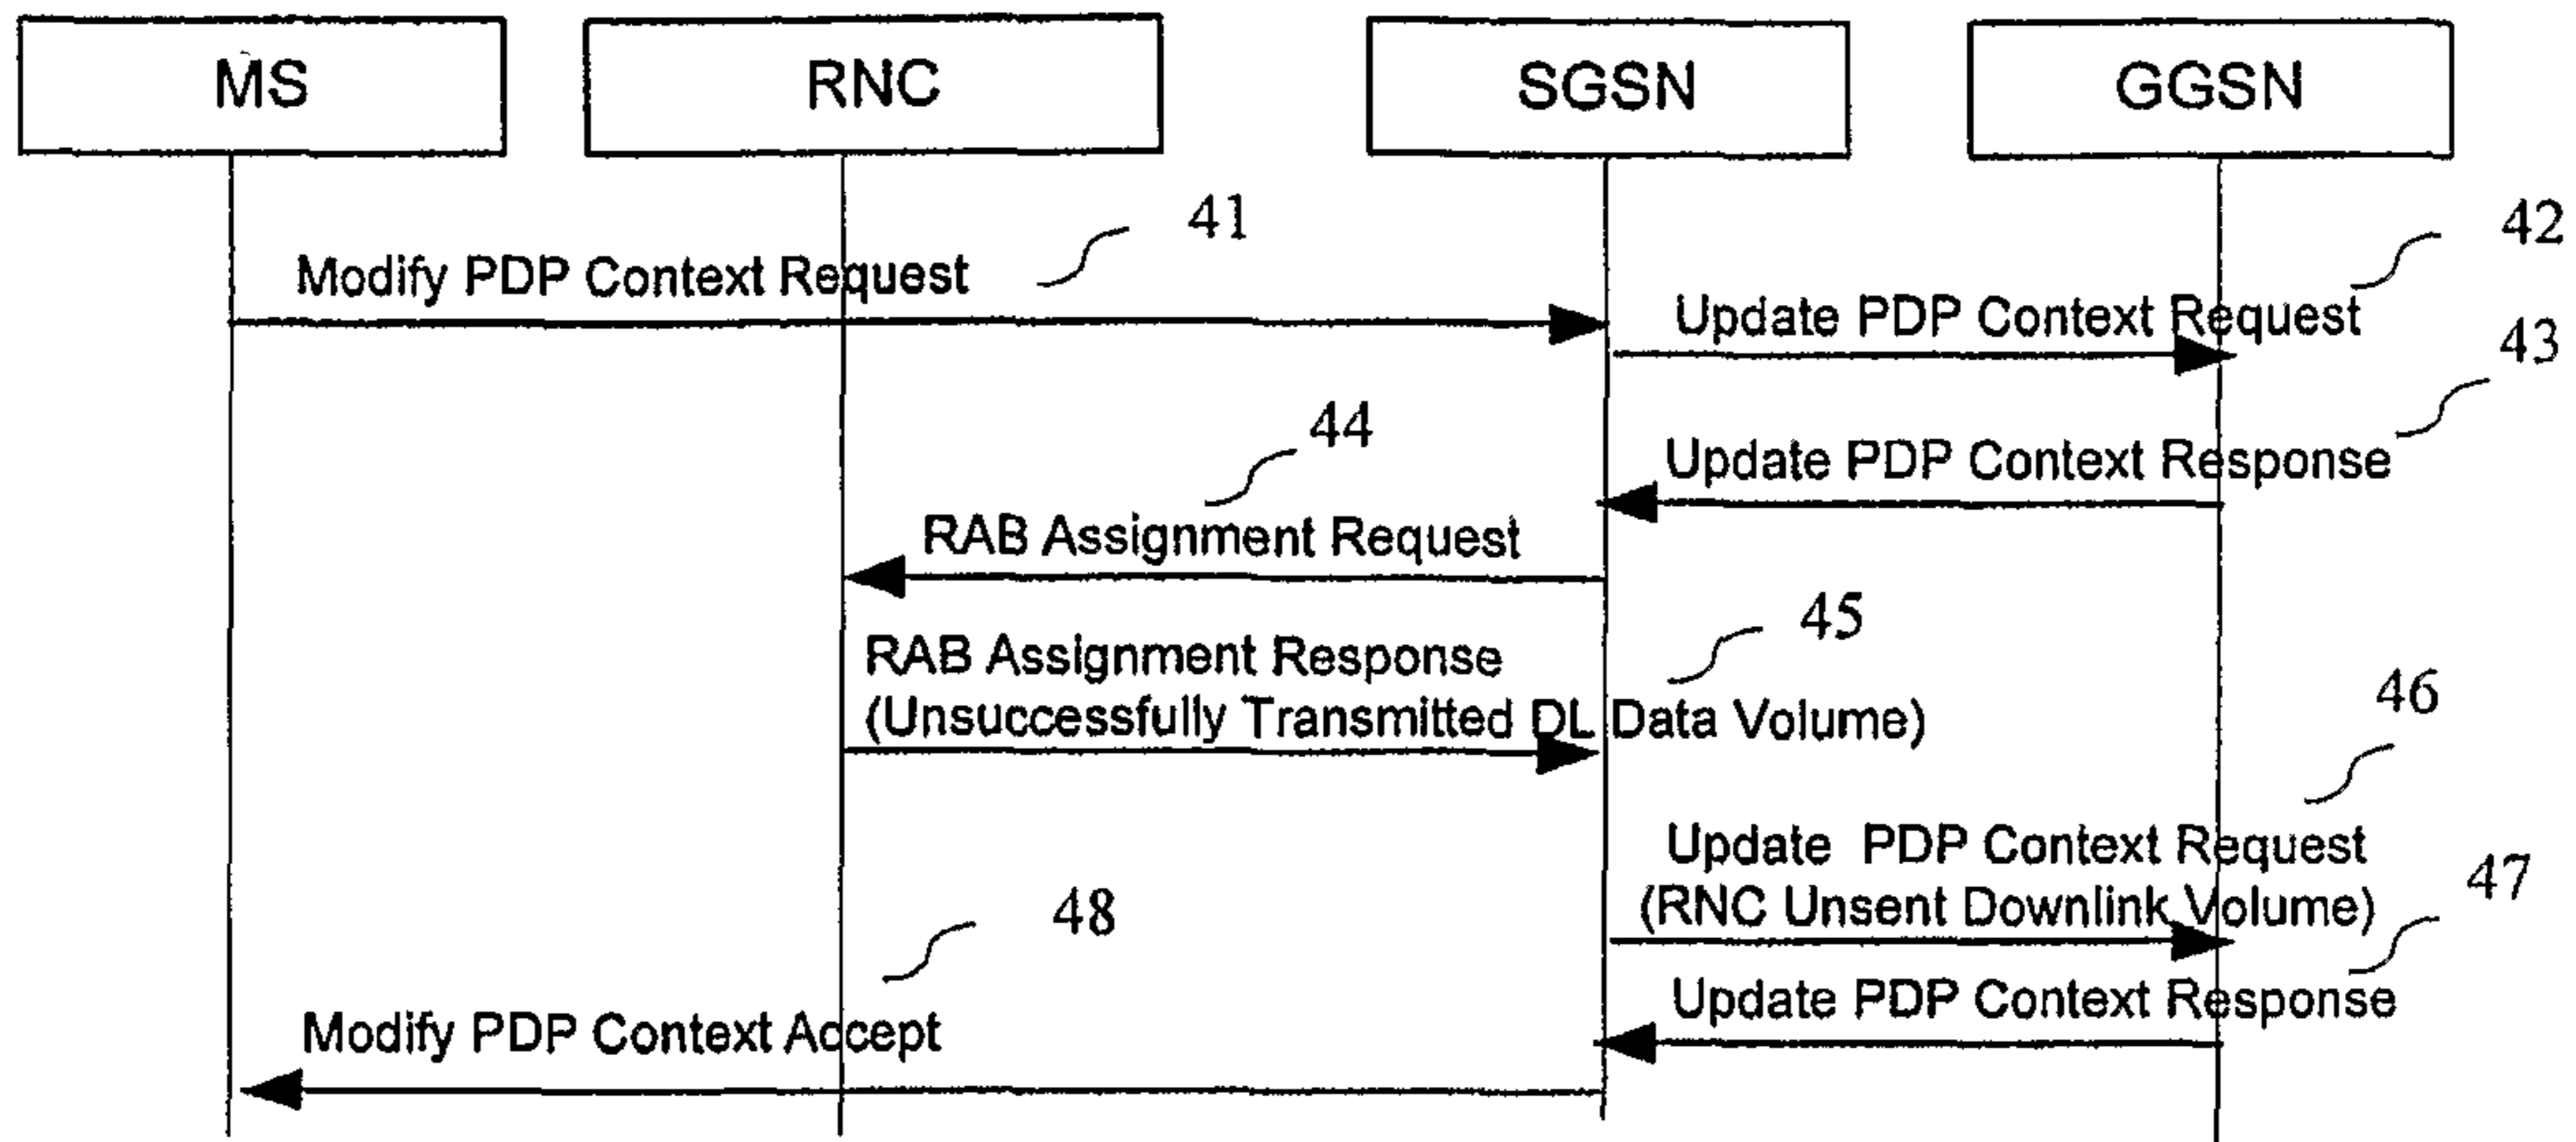 MS
RNC
SGSN
GGSN
41
42
Modify PDP Context Request
Update PDP Context Request
43
44
Update PDP Context Response
RAB Assignment Request
45
RAB Assignment Response
(Unsuccessfully Transmitted DL Data Volume)
46
Update PDP Context Request
(RNC Unsent Downlink Volume)
47
48
Update PDP Context Response
Modify PDP Context Accept